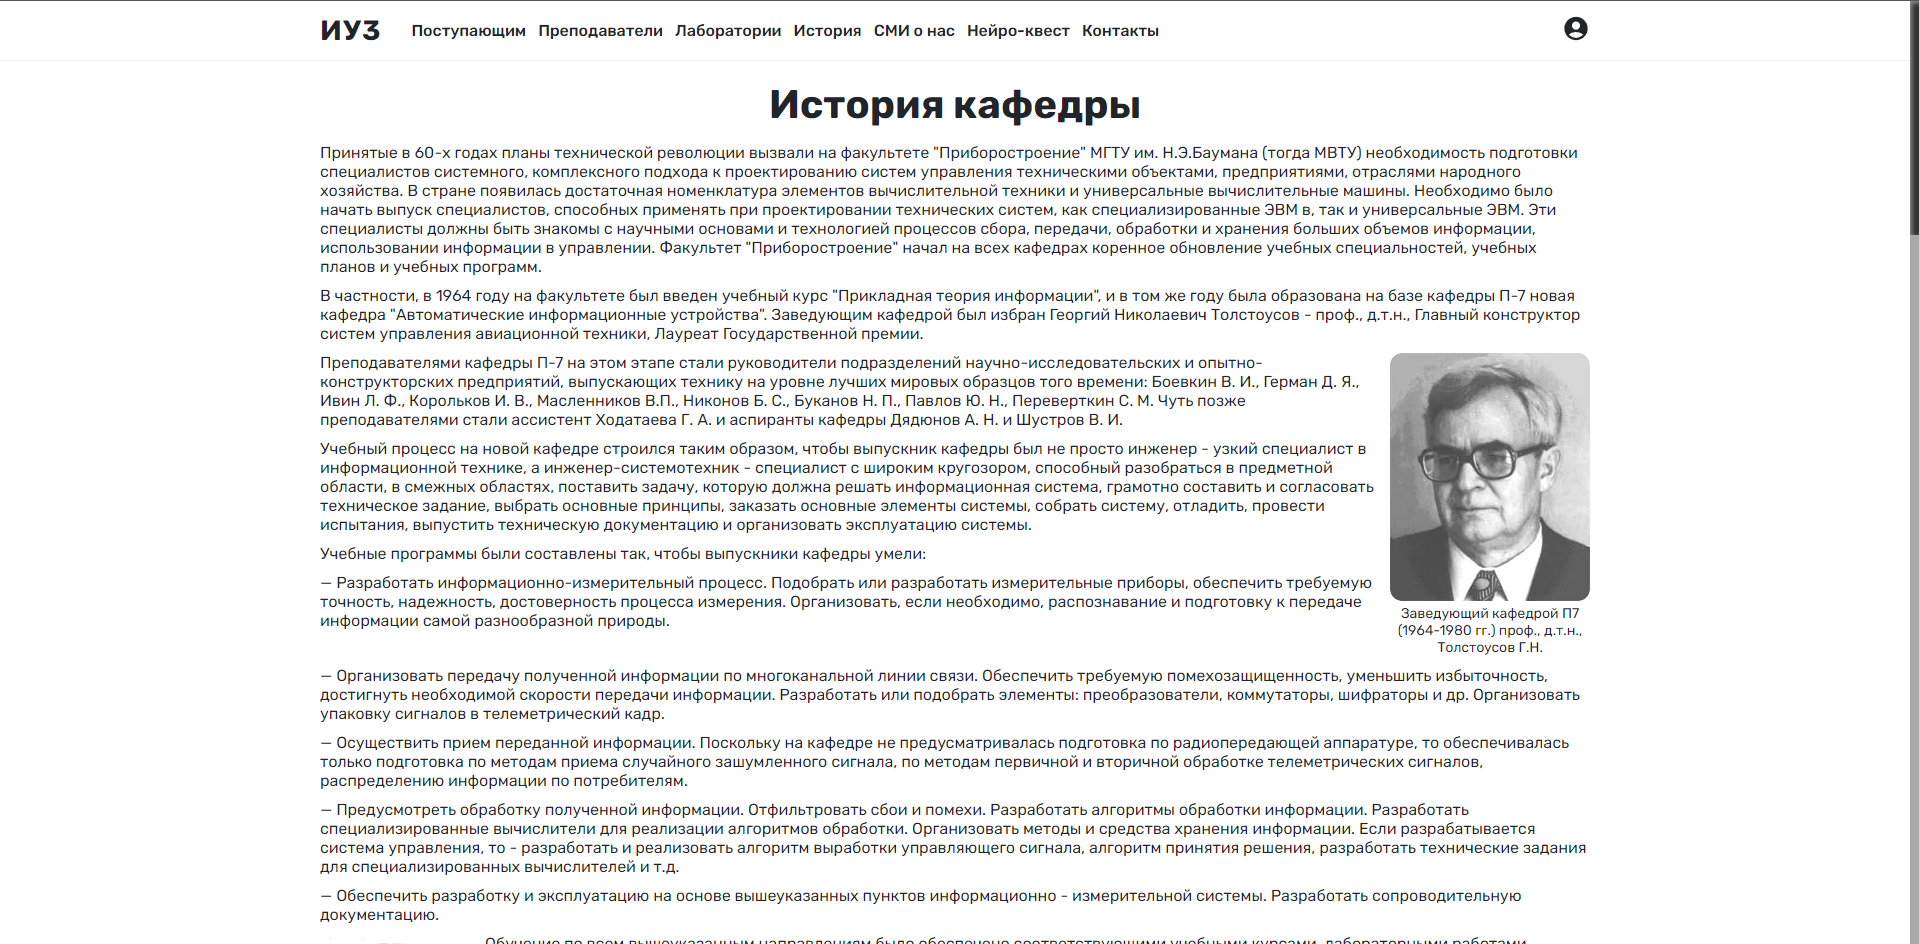 ИУ3
Поступающим Преподаватели Лаборатории История СМИ о нас Нейро-квест Контакты
История кафедры
Принятые в 60-х годах планы технической революции вызвали на факультете "Приборостроение" МГТУ им. Н.Э.Баумана (тогда МВТУ) необходимость подготовки
специалистов системного, комплексного подхода к проектированию систем управления техническими объектами, предприятиями, отраслями народного
хозяйства. В стране появилась достаточная номенклатура элементов вычислительной техники и универсальные вычислительные машины. Необходимо было
начать выпуск специалистов, способных применять при проектировании технических систем, как специализированные ЭВМ в, так и универсальные ЭВМ. Эти
специалисты должны быть знакомы с научными основами и технологией процессов сбора, передачи, обработки и хранения больших объемов информации,
использовании информации в управлении. Факультет "Приборостроение" начал на всех кафедрах коренное обновление учебных специальностей, учебных
планов и учебных программ.
В частности, в 1964 году на факультете был введен учебный курс "Прикладная теория информации", и в том же году была образована на базе кафедры П-7 новая
кафедра "Автоматические информационные устройства". Заведующим кафедрой был избран Георгий Николаевич Толстоусов - проф., д.т.н., Главный конструктор
систем управления авиационной техники, Лауреат Государственной премии.
Преподавателями кафедры П-7 на этом этапе стали руководители подразделений научно-исследовательских и опытно-
конструкторских предприятий, выпускающих технику на уровне лучших мировых образцов того времени: Боевкин В. И., Герман Д. Я.,
Ивин Л. Ф., Корольков И. В., Масленников В.П., Никонов Б. С., Буканов Н. П., Павлов Ю. Н., Переверткин С. М. Чуть позже
преподавателями стали ассистент Ходатаева Г. А. и аспиранты кафедры Дядюнов А. Н. и Шустров В. И.
Учебный процесс на новой кафедре строился таким образом, чтобы выпускник кафедры был не просто инженер - узкий специалист в
информационной технике, а инженер-системотехник - специалист с широким кругозором, способный разобраться в предметной
области, в смежных областях, поставить задачу, которую должна решать информационная система, грамотно составить и согласовать
техническое задание, выбрать основные принципы, заказать основные элементы системы, собрать систему, отладить, провести
испытания, выпустить техническую документацию и организовать эксплуатацию системы.
Учебные программы были составлены так, чтобы выпускники кафедры умели:
— Разработать информационно-измерительный процесс. Подобрать или разработать измерительные приборы, обеспечить требуемую
точность, надежность, достоверность процесса измерения. Организовать, если необходимо, распознавание и подготовку к передаче
информации самой разнообразной природы.
Заведующий кафедрой П7
(1964-1980 гг.) проф., д.т.н.,
Толстоусов Г.Н.
— Организовать передачу полученной информации по многоканальной линии связи. Обеспечить требуемую помехозащищенность, уменьшить избыточность,
достигнуть необходимой скорости передачи информации. Разработать или подобрать элементы: преобразователи, коммутаторы, шифраторы и др. Организовать
упаковку сигналов в телеметрический кадр.
— Осуществить прием переданной информации. Поскольку на кафедре не предусматривалась подготовка по радиопередающей аппаратуре, то обеспечивалась
только подготовка по методам приема случайного зашумленного сигнала, по методам первичной и вторичной обработке телеметрических сигналов,
распределению информации по потребителям.
— Предусмотреть обработку полученной информации. Отфильтровать сбои и помехи. Разработать алгоритмы обработки информации. Разработать
специализированные вычислители для реализации алгоритмов обработки. Организовать методы и средства хранения информации. Если разрабатывается
система управления, то - разработать и реализовать алгоритм выработки управляющего сигнала, алгоритм принятия решения, разработать технические задания
для специализированных вычислителей и т.д.
— Обеспечить разработку и эксплуатацию на основе вышеуказанных пунктов информационно - измерительной системы. Разработать сопроводительную
документацию.
Обучение по всем вышеуказанным направлениям было обеспечено соответствующими учебными курсами, лабораторными работами,